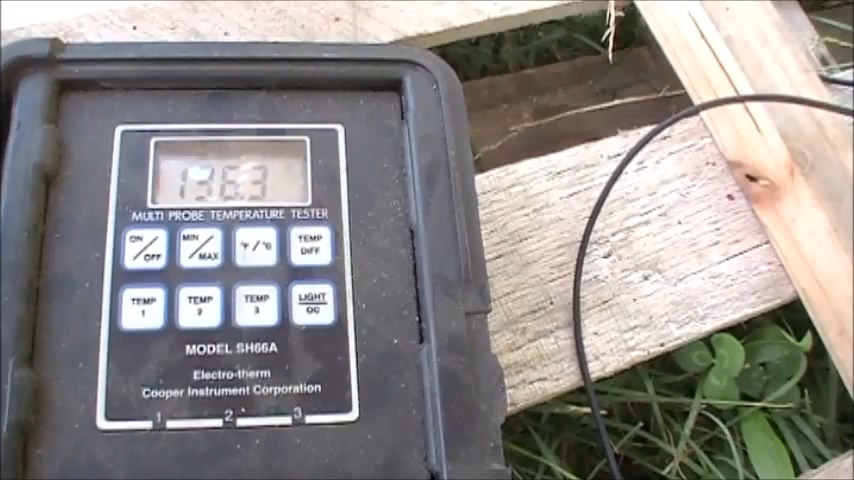 136.3
MULTI PROBE TEMPERATURE TESTER
ON/OFF MIN/MAX °F/°C TEMP DIFF
TEMP 1 TEMP 2 TEMP 3 LIGHT OC
MODEL SH66A
Electro-therm
Cooper Instrument Corporation
1 2 3